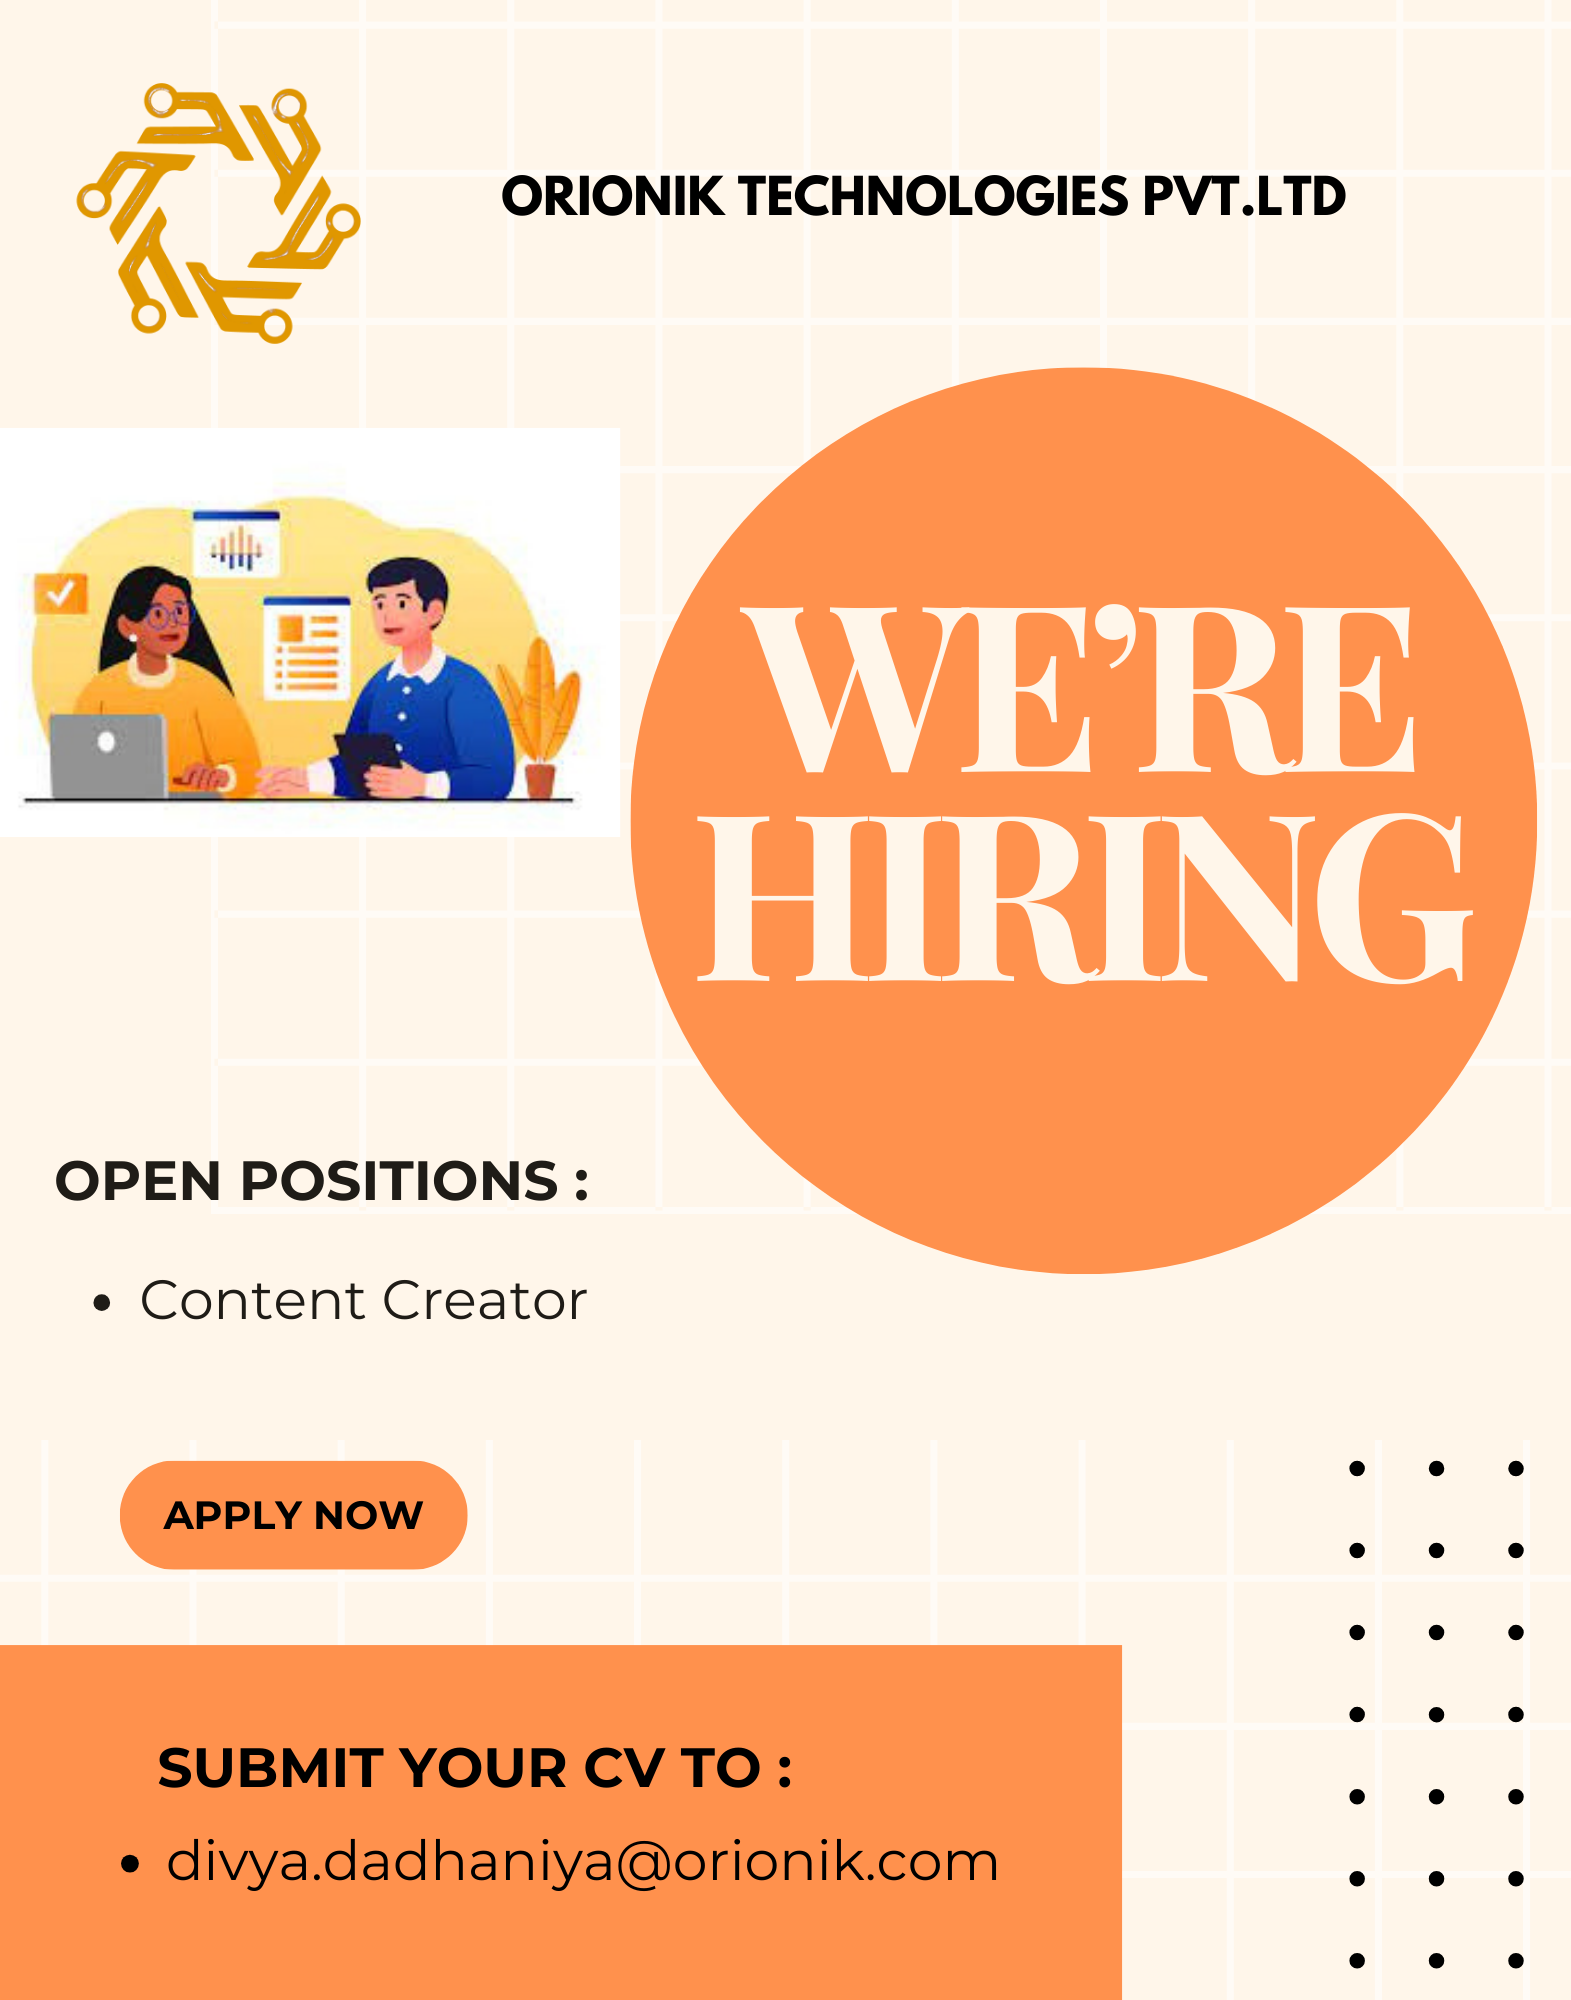 ORIONIK TECHNOLOGIES PVT.LTD
WE’RE
HIRING
OPEN POSITIONS :
• Content Creator
APPLY NOW
SUBMIT YOUR CV TO :
• divya.dadhaniya@orionik.com